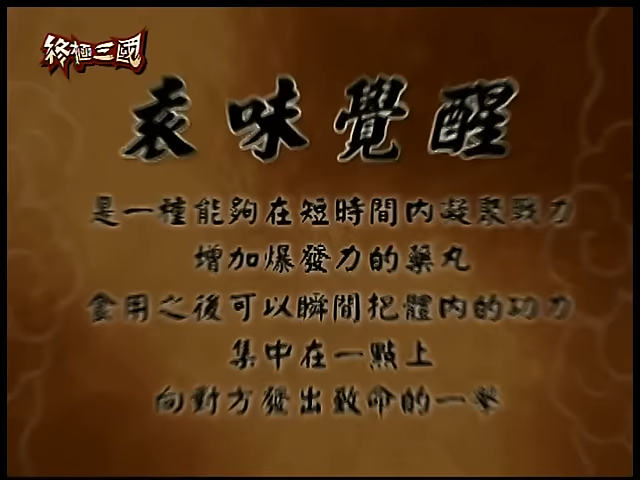 終極三國
袁味覺醒
是一種能夠在短時間內凝聚戰力
增加爆發力的藥丸
食用之後可以瞬間把體內的功力
集中在一點上
向對方發出致命的一擊